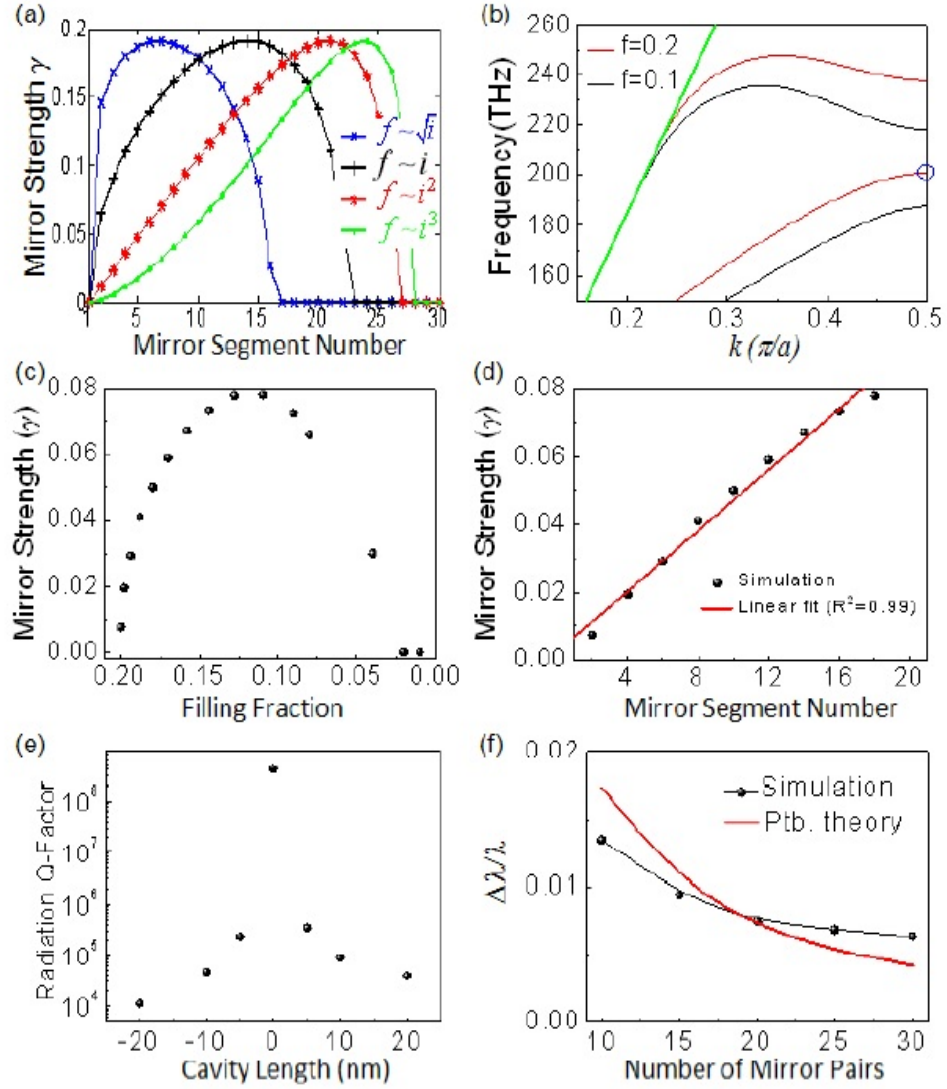 (a)
Mirror Strength γ
0.2
0.15
0.1
0.05
0
0 5 10 15 20 25 30
Mirror Segment Number
f ~ √i
f ~ i
f ~ i²
f ~ i³
(b)
Frequency(THz)
260
240
220
200
180
160
0.2 0.3 0.4 0.5
k (π/a)
f=0.2
f=0.1
(c)
Mirror Strength (γ)
0.08
0.06
0.04
0.02
0.00
0.20 0.15 0.10 0.05 0.00
Filling Fraction
(d)
Mirror Strength (γ)
0.08
0.06
0.04
0.02
0.00
4 8 12 16 20
Mirror Segment Number
Simulation
Linear fit (R²=0.99)
(e)
Radiation Q-Factor
10⁸
10⁷
10⁶
10⁵
10⁴
-20 -10 0 10 20
Cavity Length (nm)
(f)
Δλ/λ
0.02
0.01
0.00
10 15 20 25 30
Number of Mirror Pairs
Simulation
Ptb. theory